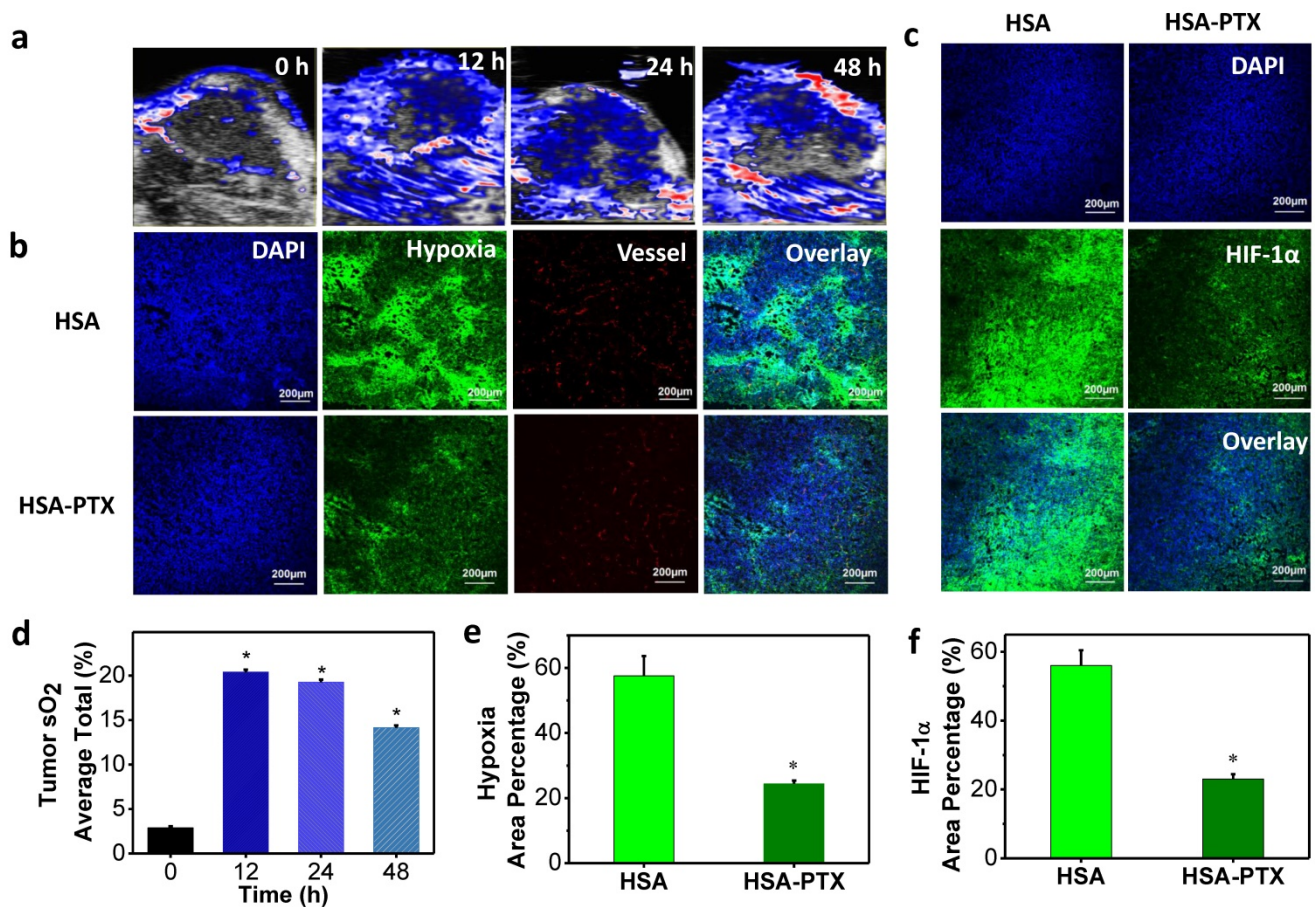 a
0 h
12 h
24 h
48 h
b
DAPI
Hypoxia
Vessel
Overlay
HSA
200μm
200μm
200μm
200μm
HSA-PTX
200μm
200μm
200μm
200μm
c
HSA
HSA-PTX
DAPI
200μm
200μm
HIF-1α
200μm
200μm
Overlay
200μm
200μm
d
Tumor sO2
Average Total (%)
20
15
10
5
0
*
*
*
0
12
24
48
Time (h)
e
Hypoxia
Area Percentage (%)
60
40
20
0
*
HSA
HSA-PTX
f
HIF-1α
Area Percentage (%)
60
40
20
0
*
HSA
HSA-PTX